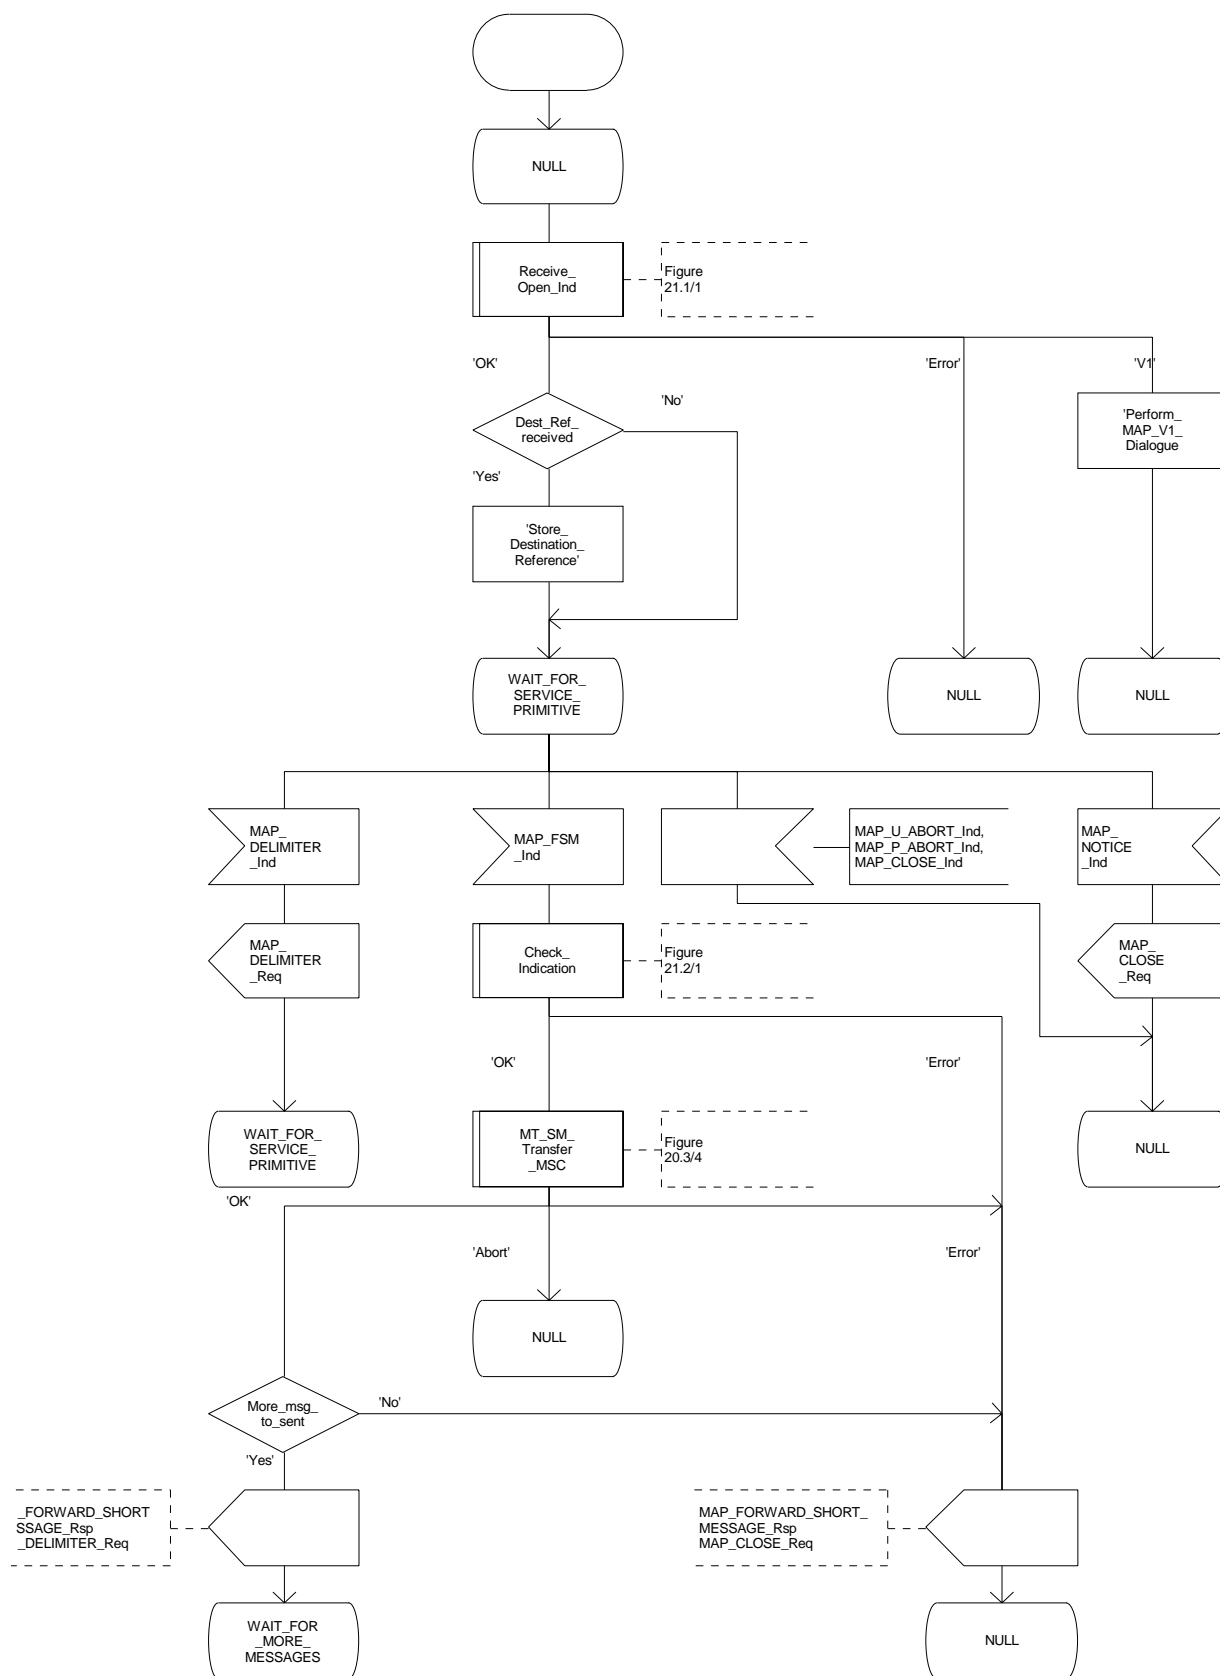 NULL
Receive_
Open_Ind
Figure
21.1/1
'OK'
'Error'
'V1'
Dest_Ref_
received
'No'
'Perform_
MAP_V1_
Dialogue
'Yes'
'Store_
Destination_
Reference'
WAIT_FOR_
SERVICE_
PRIMITIVE
NULL
NULL
MAP_
DELIMITER
_Ind
MAP_FSM
_Ind
MAP_U_ABORT_Ind,
MAP_P_ABORT_Ind,
MAP_CLOSE_Ind
MAP_
NOTICE
_Ind
MAP_
DELIMITER
_Req
Check_
Indication
Figure
21.2/1
MAP_
CLOSE
_Req
'OK'
'Error'
WAIT_FOR_
SERVICE_
PRIMITIVE
MT_SM_
Transfer
_MSC
Figure
20.3/4
NULL
'OK'
'Abort'
'Error'
NULL
More_msg_
to_sent
'No'
'Yes'
_FORWARD_SHORT
SSAGE_Rsp
_DELIMITER_Req
MAP_FORWARD_SHORT_
MESSAGE_Rsp
MAP_CLOSE_Req
WAIT_FOR
_MORE_
MESSAGES
NULL